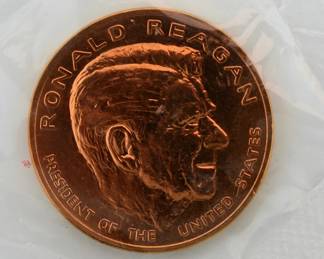 RONALD REAGAN
PRESIDENT OF THE UNITED STATES